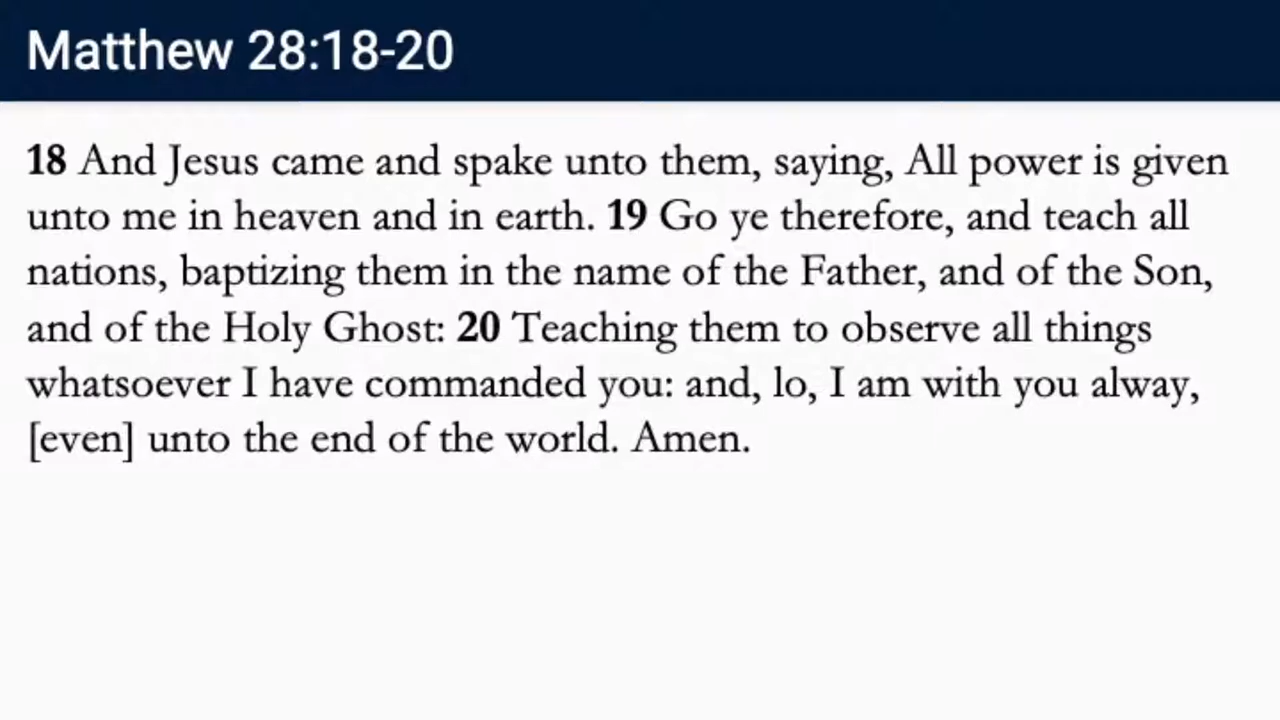 Matthew 28:18-20
18 And Jesus came and spake unto them, saying, All power is given
unto me in heaven and in earth. 19 Go ye therefore, and teach all
nations, baptizing them in the name of the Father, and of the Son,
and of the Holy Ghost: 20 Teaching them to observe all things
whatsoever I have commanded you: and, lo, I am with you alway,
[even] unto the end of the world. Amen.